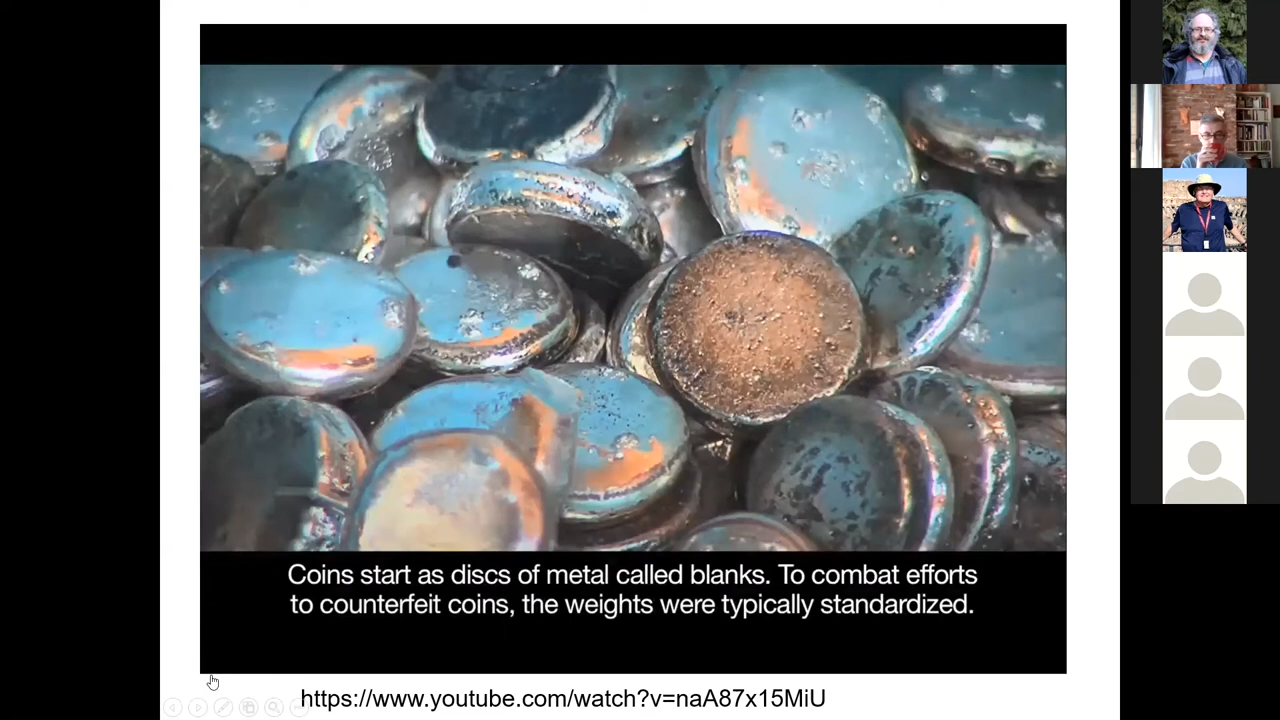 Coins start as discs of metal called blanks. To combat efforts
to counterfeit coins, the weights were typically standardized.
https://www.youtube.com/watch?v=naA87x15MiU